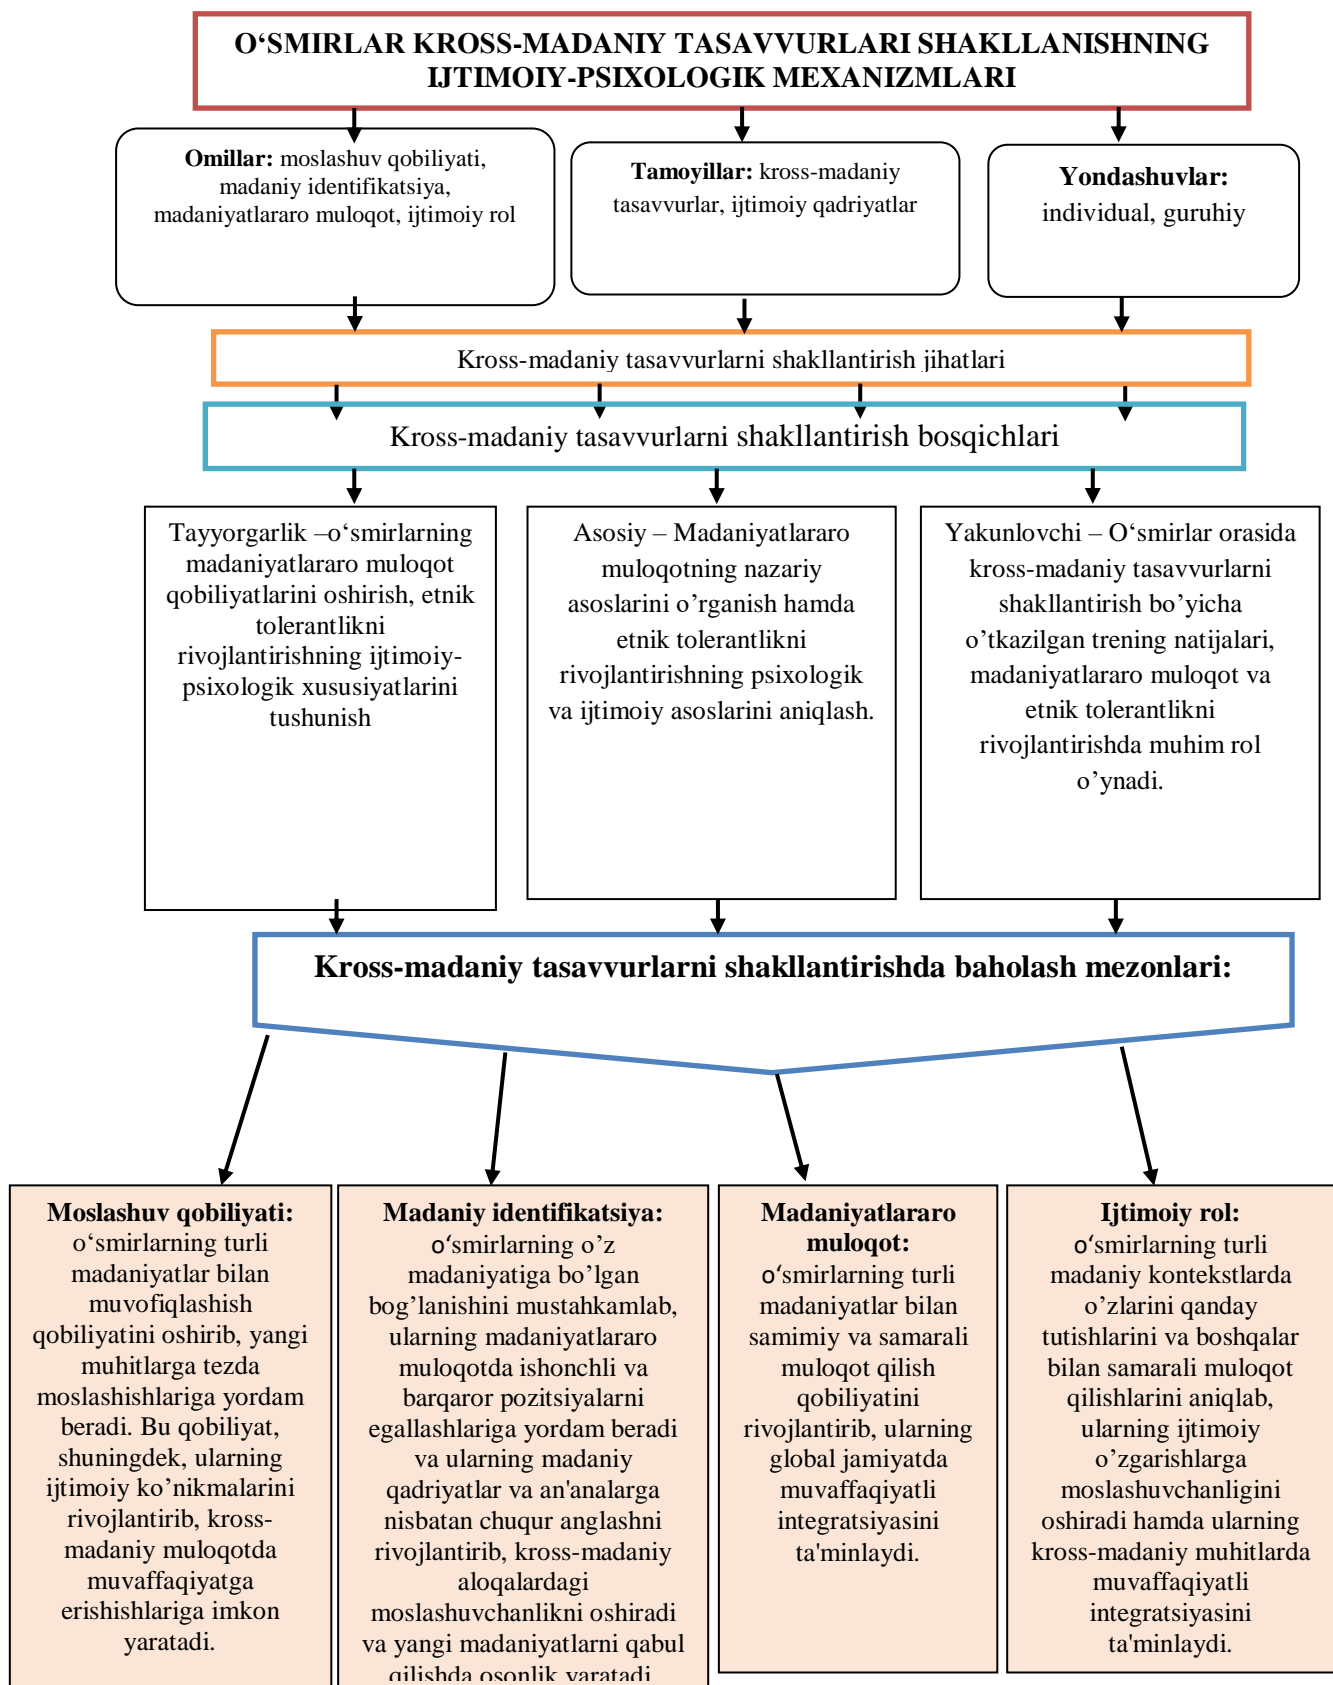 O‘SMIRLAR KROSS-MADANIY TASAVVURLARI SHAKLLANISHNING
IJTIMOIY-PSIXOLOGIK MEXANIZMLARI
Omillar: moslashuv qobiliyati,
madaniy identifikatsiya,
madaniyatlararo muloqot, ijtimoiy rol
Tamoyillar: kross-madaniy
tasavvurlar, ijtimoiy qadriyatlar
Yondashuvlar:
individual, guruhiy
Kross-madaniy tasavvurlarni shakllantirish jihatlari
Kross-madaniy tasavvurlarni shakllantirish bosqichlari
Tayyorgarlik –o‘smirlarning
madaniyatlararo muloqot
qobiliyatlarini oshirish, etnik
tolerantlikni
rivojlantirishning ijtimoiy-
psixologik xususiyatlarini
tushunish
Asosiy – Madaniyatlararo
muloqotning nazariy
asoslarini o’rganish hamda
etnik tolerantlikni
rivojlantirishning psixologik
va ijtimoiy asoslarini aniqlash.
Yakunlovchi – O‘smirlar orasida
kross-madaniy tasavvurlarni
shakllantirish bo’yicha
o’tkazilgan trening natijalari,
madaniyatlararo muloqot va
etnik tolerantlikni
rivojlantirishda muhim rol
o’ynadi.
Kross-madaniy tasavvurlarni shakllantirishda baholash mezonlari:
Moslashuv qobiliyati:
o‘smirlarning turli
madaniyatlar bilan
muvofiqlashish
qobiliyatini oshirib, yangi
muhitlarga tezda
moslashishlariga yordam
beradi. Bu qobiliyat,
shuningdek, ularning
ijtimoiy ko’nikmalarini
rivojlantirib, kross-
madaniy muloqotda
muvaffaqiyatga
erishishlariga imkon
yaratadi.
Madaniy identifikatsiya:
o‘smirlarning o’z
madaniyatiga bo’lgan
bog’lanishini mustahkamlab,
ularning madaniyatlararo
muloqotda ishonchli va
barqaror pozitsiyalarni
egallashlariga yordam beradi
va ularning madaniy
qadriyatlar va an'analarga
nisbatan chuqur anglashni
rivojlantirib, kross-madaniy
aloqalardagi
moslashuvchanlikni oshiradi
va yangi madaniyatlarni qabul
qilishda osonlik yaratadi
Madaniyatlararo
muloqot:
o‘smirlarning turli
madaniyatlar bilan
samimiy va samarali
muloqot qilish
qobiliyatini
rivojlantirib, ularning
global jamiyatda
muvaffaqiyatli
integratsiyasini
ta'minlaydi.
Ijtimoiy rol:
o‘smirlarning turli
madaniy kontekstlarda
o’zlarini qanday
tutishlarini va boshqalar
bilan samarali muloqot
qilishlarini aniqlab,
ularning ijtimoiy
o’zgarishlarga
moslashuvchanligini
oshiradi hamda ularning
kross-madaniy muhitlarda
muvaffaqiyatli
integratsiyasini
ta'minlaydi.